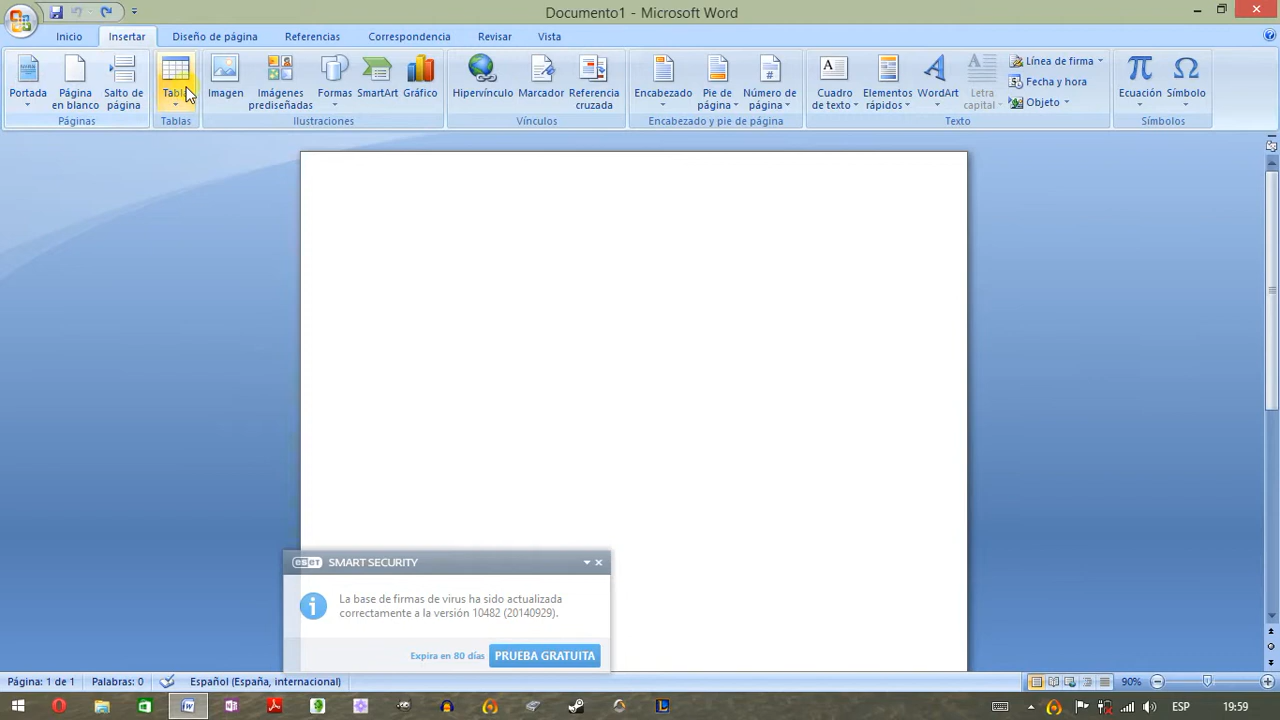 Documento1 - Microsoft Word
Inicio Insertar Diseño de página Referencias Correspondencia Revisar Vista
Portada
Página en blanco
Salto de página
Páginas
Tabla
Tablas
Imagen
Imágenes prediseñadas
Formas
SmartArt
Gráfico
Ilustraciones
Hipervínculo
Marcador
Referencia cruzada
Vínculos
Encabezado
Pie de página
Número de página
Encabezado y pie de página
Cuadro de texto
Elementos rápidos
WordArt
Letra capital
Línea de firma
Fecha y hora
Objeto
Texto
Ecuación
Símbolo
Símbolos
eset SMART SECURITY
La base de firmas de virus ha sido actualizada
correctamente a la versión 10482 (20140929).
Expira en 80 días PRUEBA GRATUITA
Página: 1 de 1 Palabras: 0 Español (España, internacional) 90%
ESP 19:59